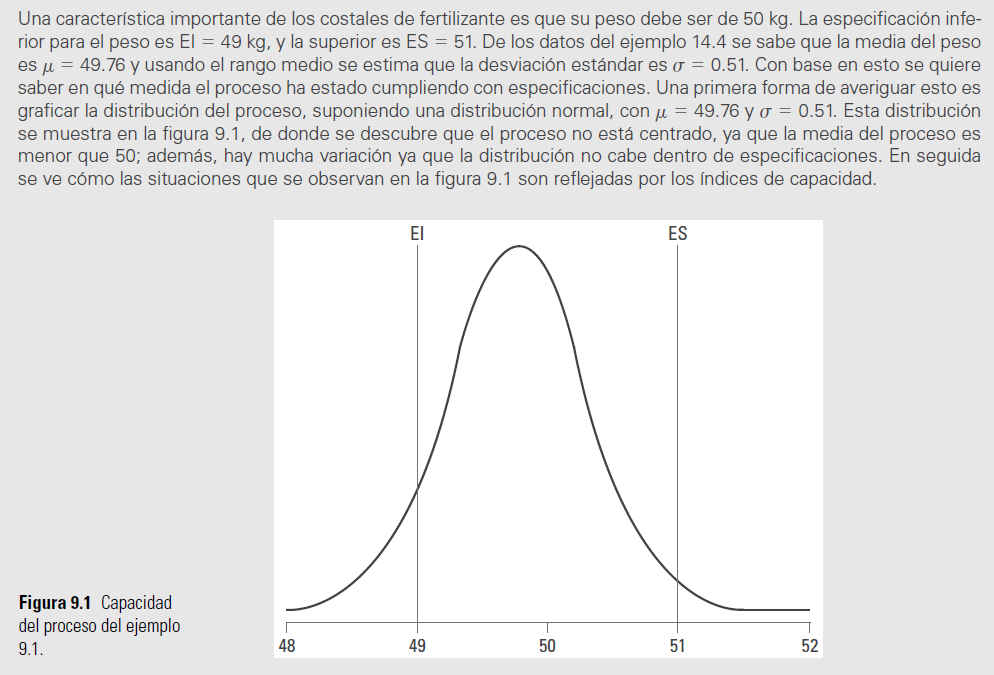 Una característica importante de los costales de fertilizante es que su peso debe ser de 50 kg. La especificación infe-
rior para el peso es EI = 49 kg, y la superior es ES = 51. De los datos del ejemplo 14.4 se sabe que la media del peso
es μ = 49.76 y usando el rango medio se estima que la desviación estándar es σ = 0.51. Con base en esto se quiere
saber en qué medida el proceso ha estado cumpliendo con especificaciones. Una primera forma de averiguar esto es
graficar la distribución del proceso, suponiendo una distribución normal, con μ = 49.76 y σ = 0.51. Esta distribución
se muestra en la figura 9.1, de donde se descubre que el proceso no está centrado, ya que la media del proceso es
menor que 50; además, hay mucha variación ya que la distribución no cabe dentro de especificaciones. En seguida
se ve cómo las situaciones que se observan en la figura 9.1 son reflejadas por los índices de capacidad.
EI ES
Figura 9.1 Capacidad
del proceso del ejemplo
9.1.
48 49 50 51 52